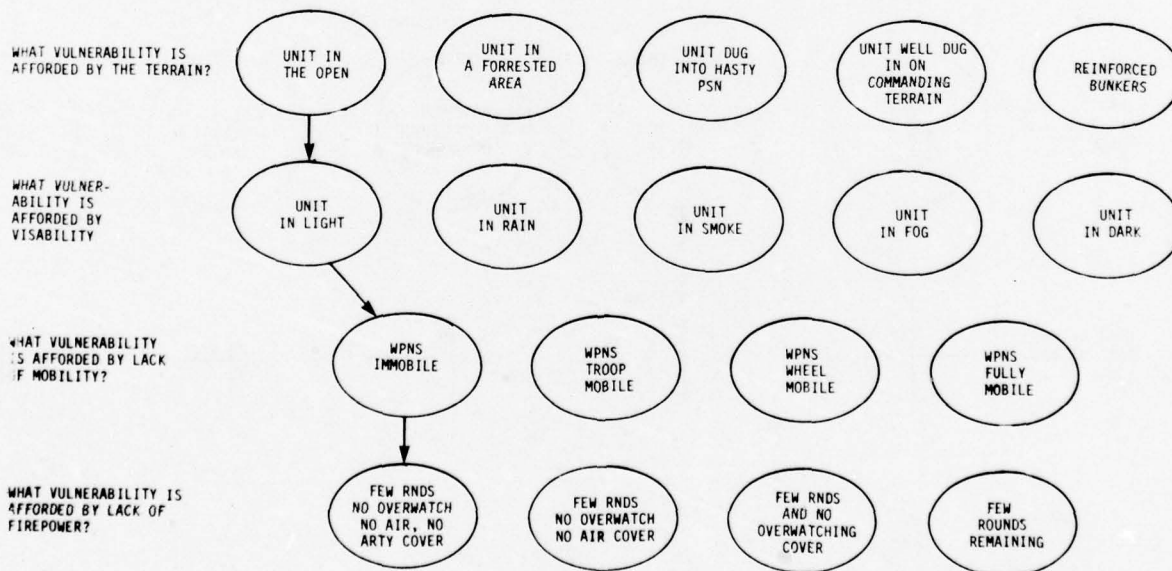 WHAT VULNERABILITY IS
AFFORDED BY THE TERRAIN?
UNIT IN
THE OPEN
UNIT IN
A FORRESTED
AREA
UNIT DUG
INTO HASTY
PSN
UNIT WELL DUG
IN ON
COMMANDING
TERRAIN
REINFORCED
BUNKERS
WHAT VULNER-
ABILITY IS
AFFORDED BY
VISABILITY
UNIT
IN LIGHT
UNIT
IN RAIN
UNIT
IN SMOKE
UNIT
IN FOG
UNIT
IN DARK
WHAT VULNERABILITY
IS AFFORDED BY LACK
OF MOBILITY?
WPNS
IMMOBILE
WPNS
TROOP
MOBILE
WPNS
WHEEL
MOBILE
WPNS
FULLY
MOBILE
WHAT VULNERABILITY IS
AFFORDED BY LACK OF
FIREPOWER?
FEW RNDS
NO OVERWATCH
NO AIR, NO
ARTY COVER
FEW RNDS
NO OVERWATCH
NO AIR COVER
FEW RNDS
AND NO
OVERWATCHING
COVER
FEW
ROUNDS
REMAINING